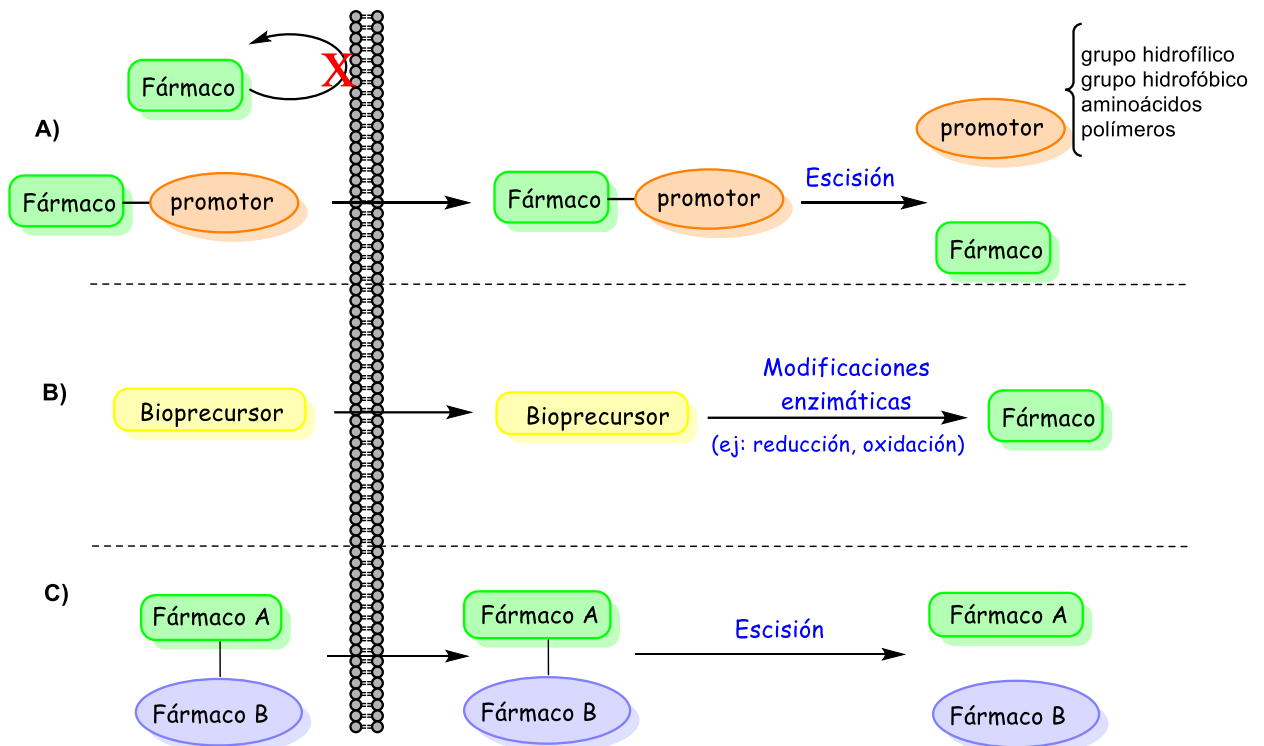 Fármaco
X
A)
Fármaco
promotor
Fármaco
promotor
Escisión
promotor
grupo hidrofílico
grupo hidrofóbico
aminoácidos
polímeros
Fármaco
B)
Bioprecursor
Bioprecursor
Modificaciones
enzimáticas
(ej: reducción, oxidación)
Fármaco
C)
Fármaco A
Fármaco B
Fármaco A
Fármaco B
Escisión
Fármaco A
Fármaco B